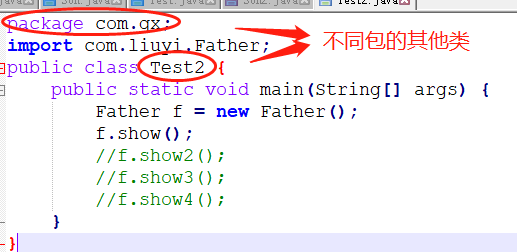 package com.gx;
import com.liuyi.Father;
public class Test2 {
public static void main(String[] args) {
Father f = new Father();
f.show();
//f.show2();
//f.show3();
//f.show4();
}
}
不同包的其他类